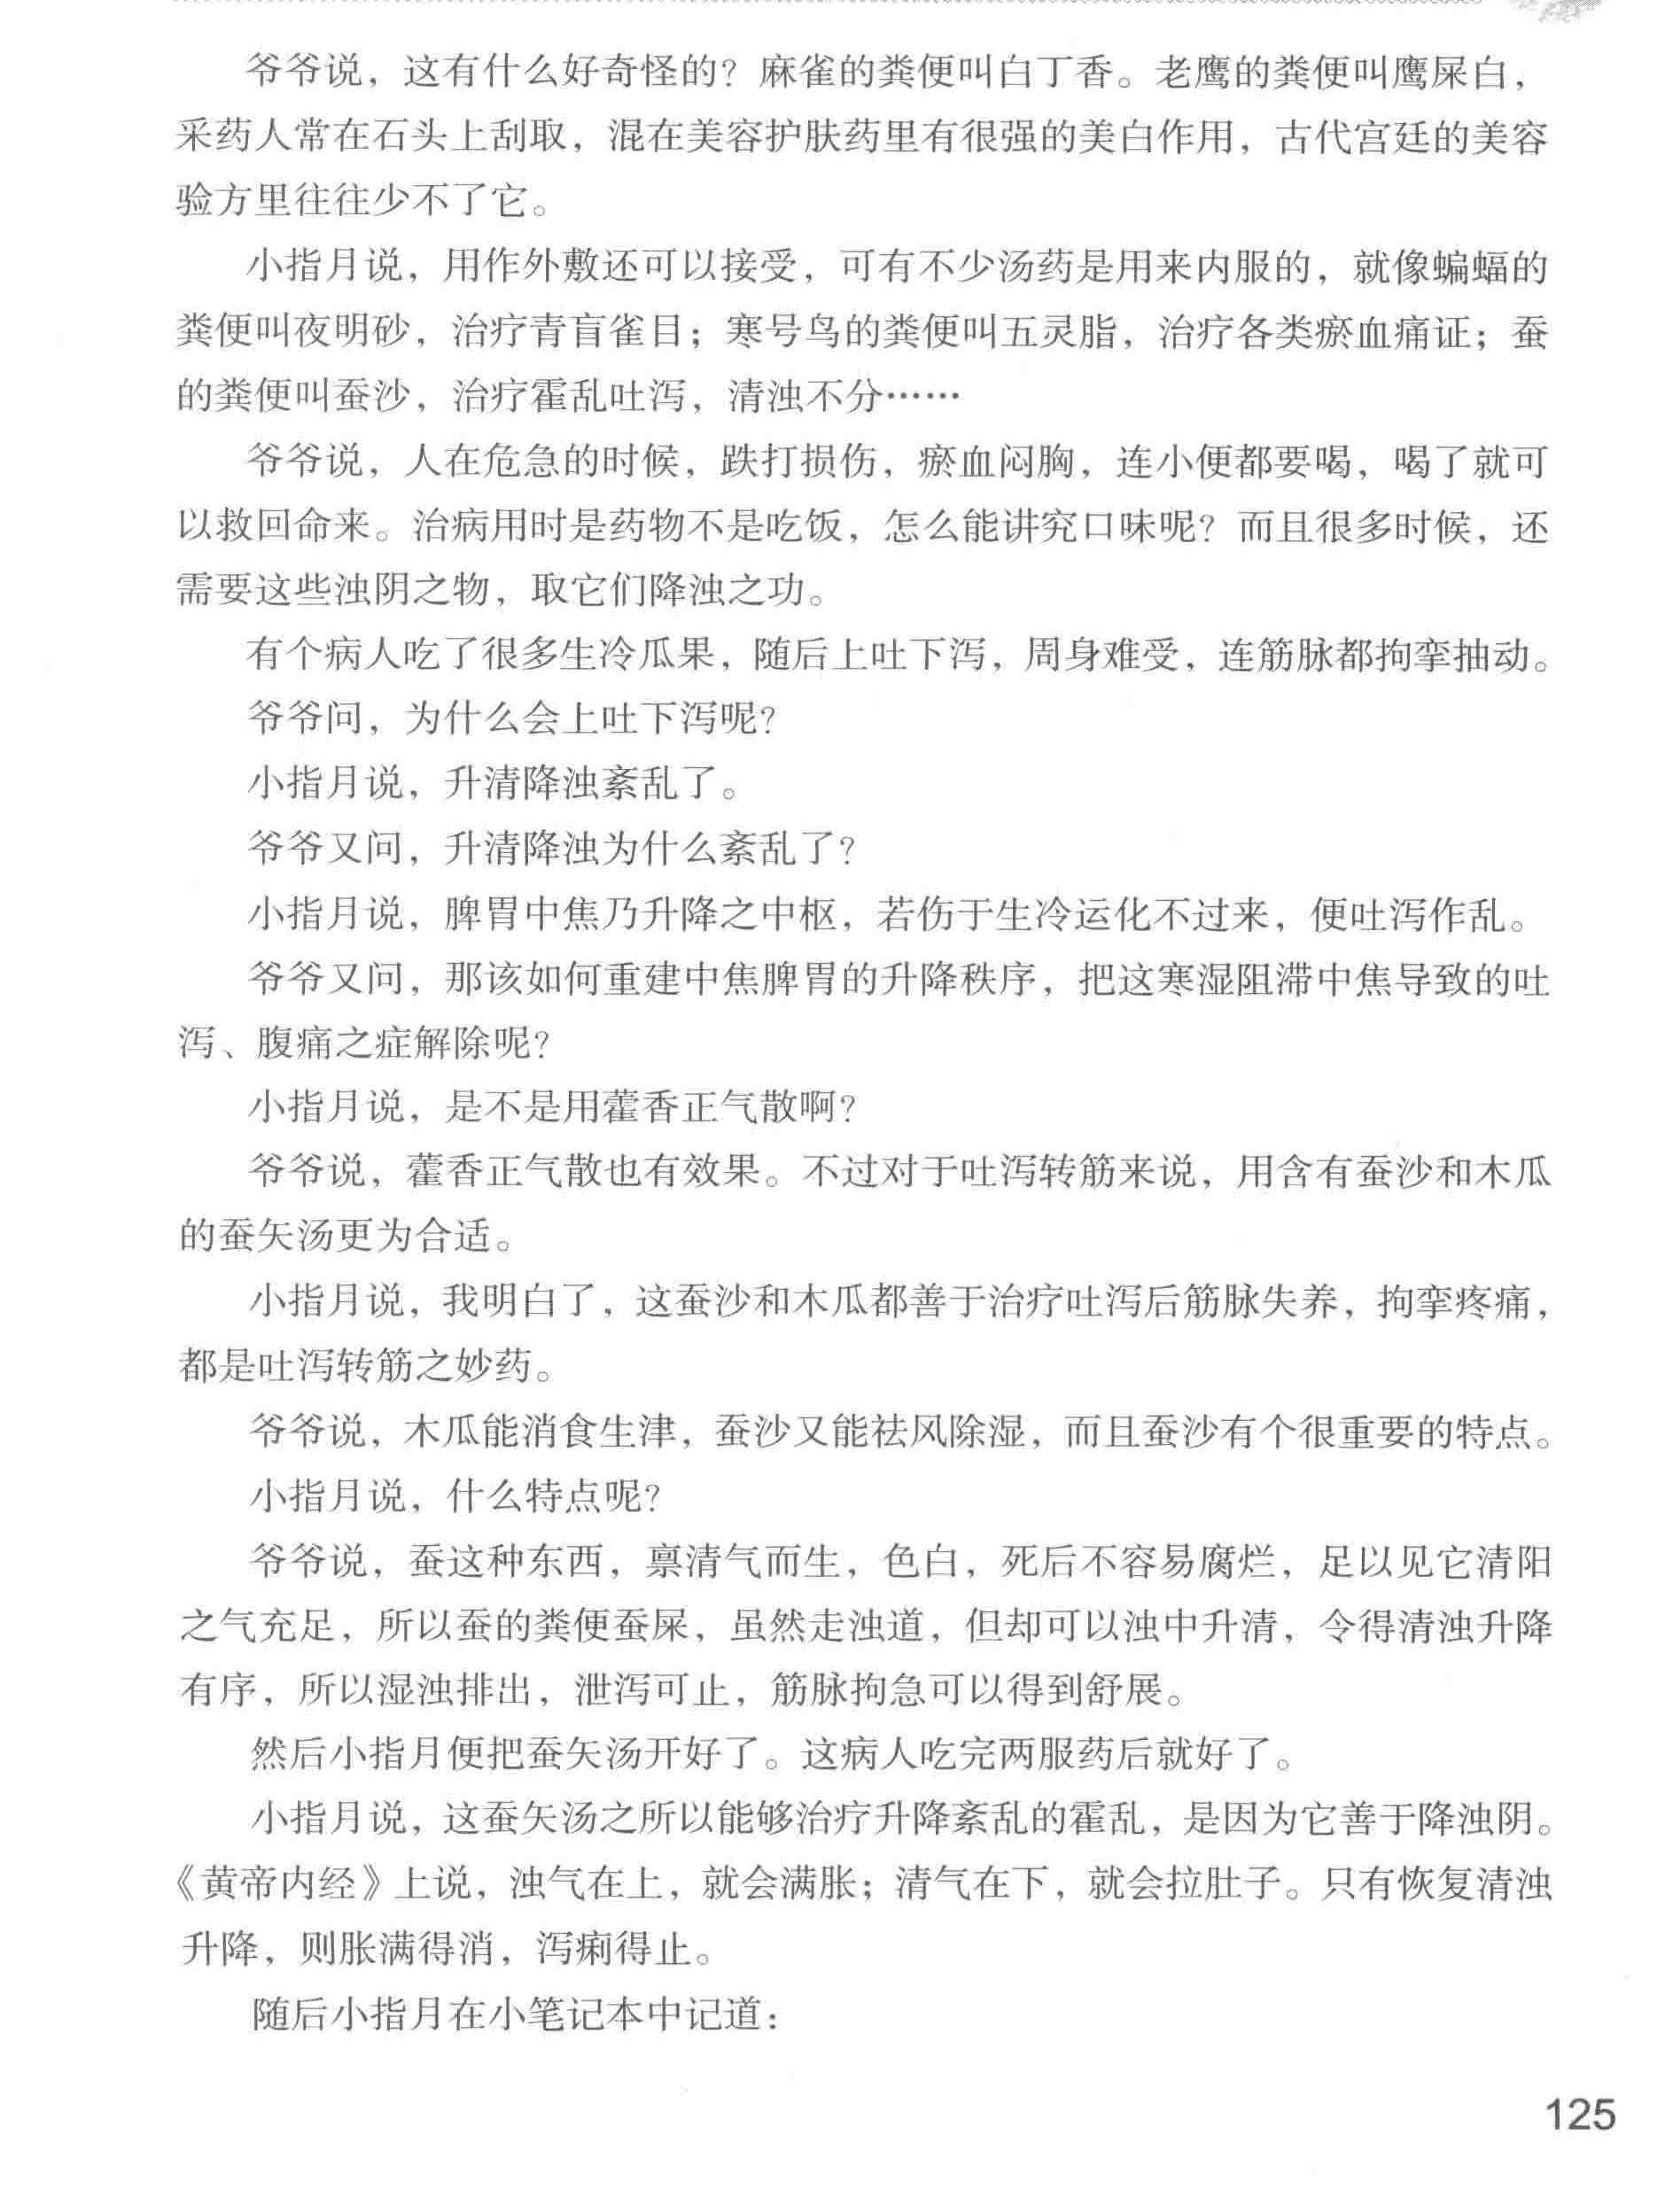 爷爷说，这有什么好奇怪的？麻雀的粪便叫白丁香。老鹰的粪便叫鹰屎白，
采药人常在石头上刮取，混在美容护肤药里有很强的美白作用，古代宫廷的美容
验方里往往少不了它。
小指月说，用作外敷还可以接受，可有不少汤药是用来内服的，就像蝙蝠的
粪便叫夜明砂，治疗青盲雀目；寒号鸟的粪便叫五灵脂，治疗各类瘀血痛证；蚕
的粪便叫蚕沙，治疗霍乱吐泻，清浊不分……
爷爷说，人在危急的时候，跌打损伤，瘀血闷胸，连小便都要喝，喝了就可
以救回命来。治病用时是药物不是吃饭，怎么能讲究口味呢？而且很多时候，还
需要这些浊阴之物，取它们降浊之功。
有个病人吃了很多生冷瓜果，随后上吐下泻，周身难受，连筋脉都拘挛抽动。
爷爷问，为什么会上吐下泻呢？
小指月说，升清降浊紊乱了。
爷爷又问，升清降浊为什么紊乱了？
小指月说，脾胃中焦乃升降之中枢，若伤于生冷运化不过来，便吐泻作乱。
爷爷又问，那该如何重建中焦脾胃的升降秩序，把这寒湿阻滞中焦导致的吐
泻、腹痛之症解除呢？
小指月说，是不是用藿香正气散啊？
爷爷说，藿香正气散也有效果。不过对于吐泻转筋来说，用含有蚕沙和木瓜
的蚕矢汤更为合适。
小指月说，我明白了，这蚕沙和木瓜都善于治疗吐泻后筋脉失养，拘挛疼痛，
都是吐泻转筋之妙药。
爷爷说，木瓜能消食生津，蚕沙又能祛风除湿，而且蚕沙有个很重要的特点。
小指月说，什么特点呢？
爷爷说，蚕这种东西，禀清气而生，色白，死后不容易腐烂，足以见它清阳
之气充足，所以蚕的粪便蚕屎，虽然走浊道，但却可以浊中升清，令得清浊升降
有序，所以湿浊排出，泄泻可止，筋脉拘急可以得到舒展。
然后小指月便把蚕矢汤开好了。这病人吃完两服药后就好了。
小指月说，这蚕矢汤之所以能够治疗升降紊乱的霍乱，是因为它善于降浊阴。
《黄帝内经》上说，浊气在上，就会满胀；清气在下，就会拉肚子。只有恢复清浊
升降，则胀满得消，泻痢得止。
随后小指月在小笔记本中记道：
125